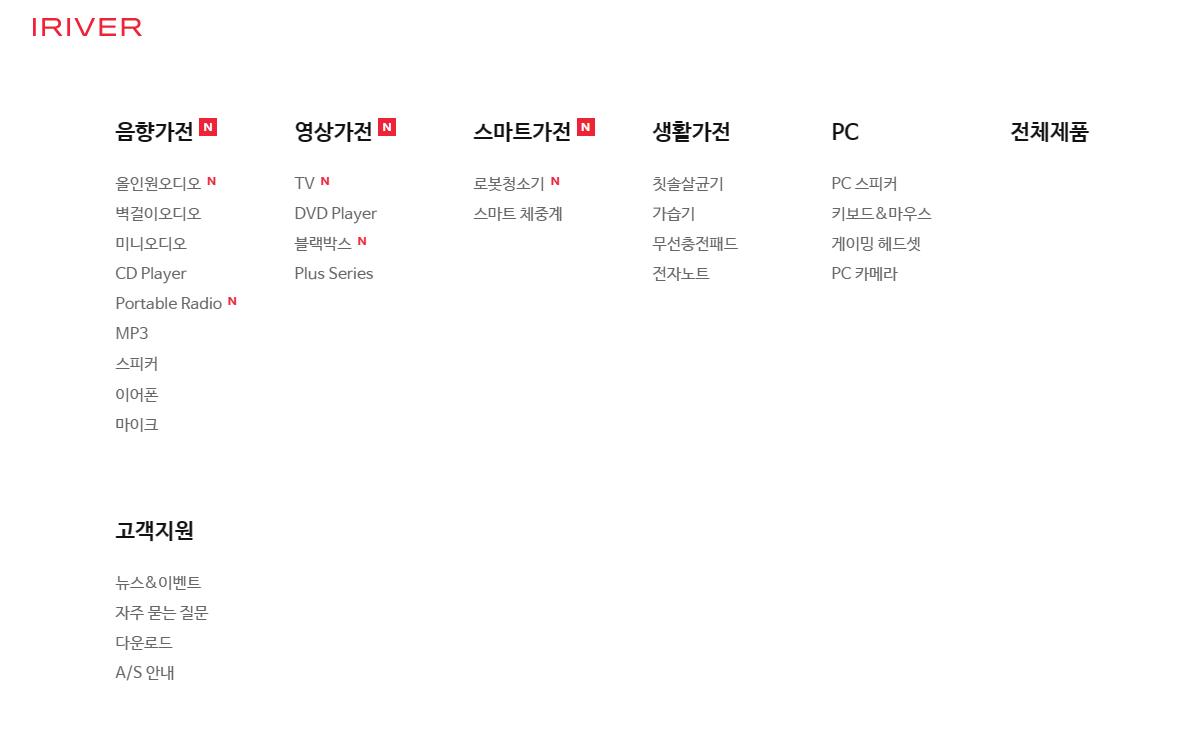 IRIVER
음향가전 N
올인원오디오 N
벽걸이오디오
미니오디오
CD Player
Portable Radio N
MP3
스피커
이어폰
마이크
영상가전 N
TV N
DVD Player
블랙박스 N
Plus Series
스마트가전 N
로봇청소기 N
스마트 체중계
생활가전
칫솔살균기
가습기
무선충전패드
전자노트
PC
PC 스피커
키보드&마우스
게이밍 헤드셋
PC 카메라
전체제품
고객지원
뉴스&이벤트
자주 묻는 질문
다운로드
A/S 안내